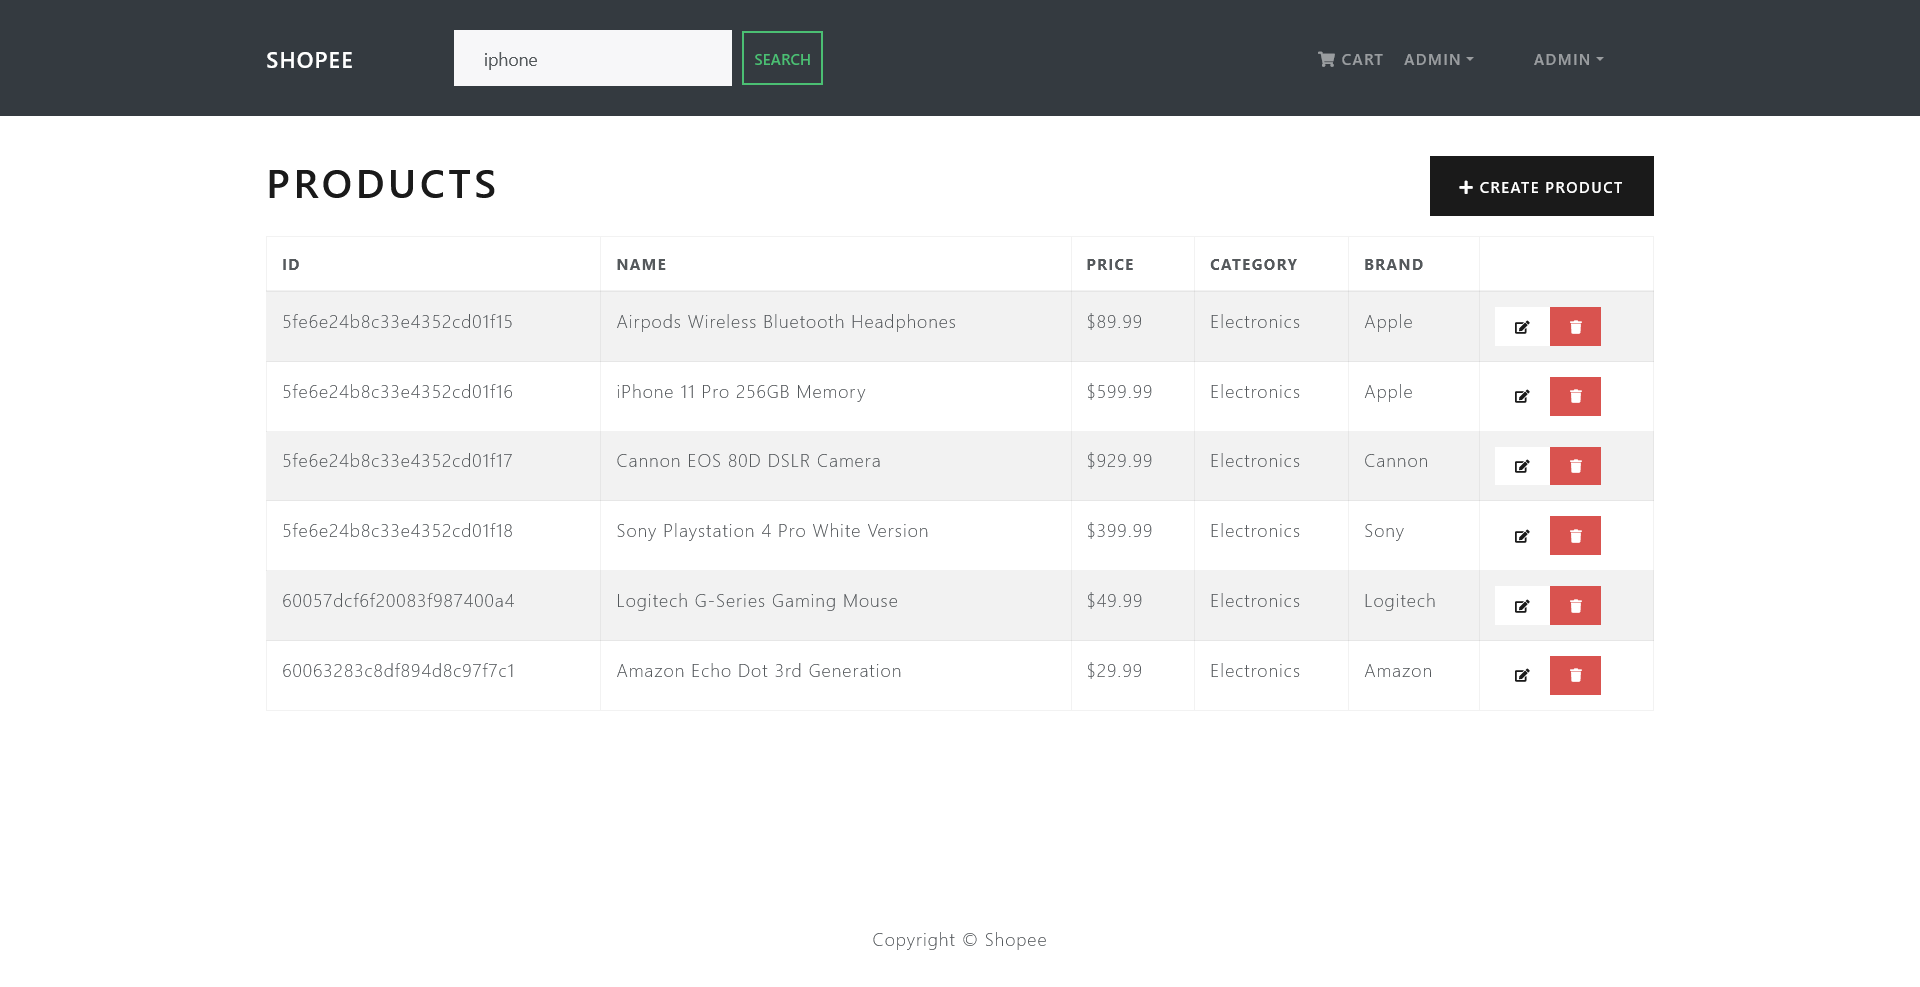 SHOPEE iphone SEARCH CART ADMIN ADMIN
PRODUCTS CREATE PRODUCT
ID NAME PRICE CATEGORY BRAND
5fe6e24b8c33e4352cd01f15 Airpods Wireless Bluetooth Headphones $89.99 Electronics Apple
5fe6e24b8c33e4352cd01f16 iPhone 11 Pro 256GB Memory $599.99 Electronics Apple
5fe6e24b8c33e4352cd01f17 Cannon EOS 80D DSLR Camera $929.99 Electronics Cannon
5fe6e24b8c33e4352cd01f18 Sony Playstation 4 Pro White Version $399.99 Electronics Sony
60057dcf6f20083f987400a4 Logitech G-Series Gaming Mouse $49.99 Electronics Logitech
60063283c8df894d8c97f7c1 Amazon Echo Dot 3rd Generation $29.99 Electronics Amazon
Copyright © Shopee